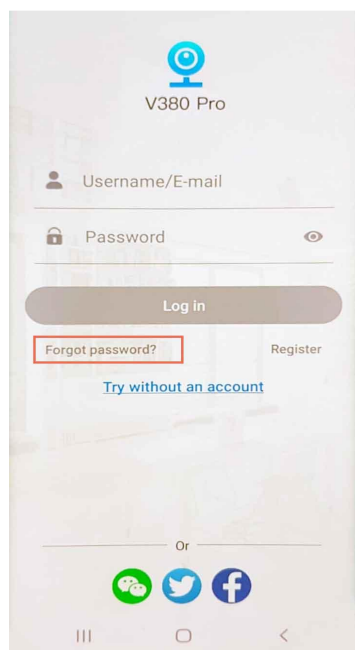 V380 Pro
Username/E-mail
Password
Log in
Forgot password?
Register
Try without an account
Or